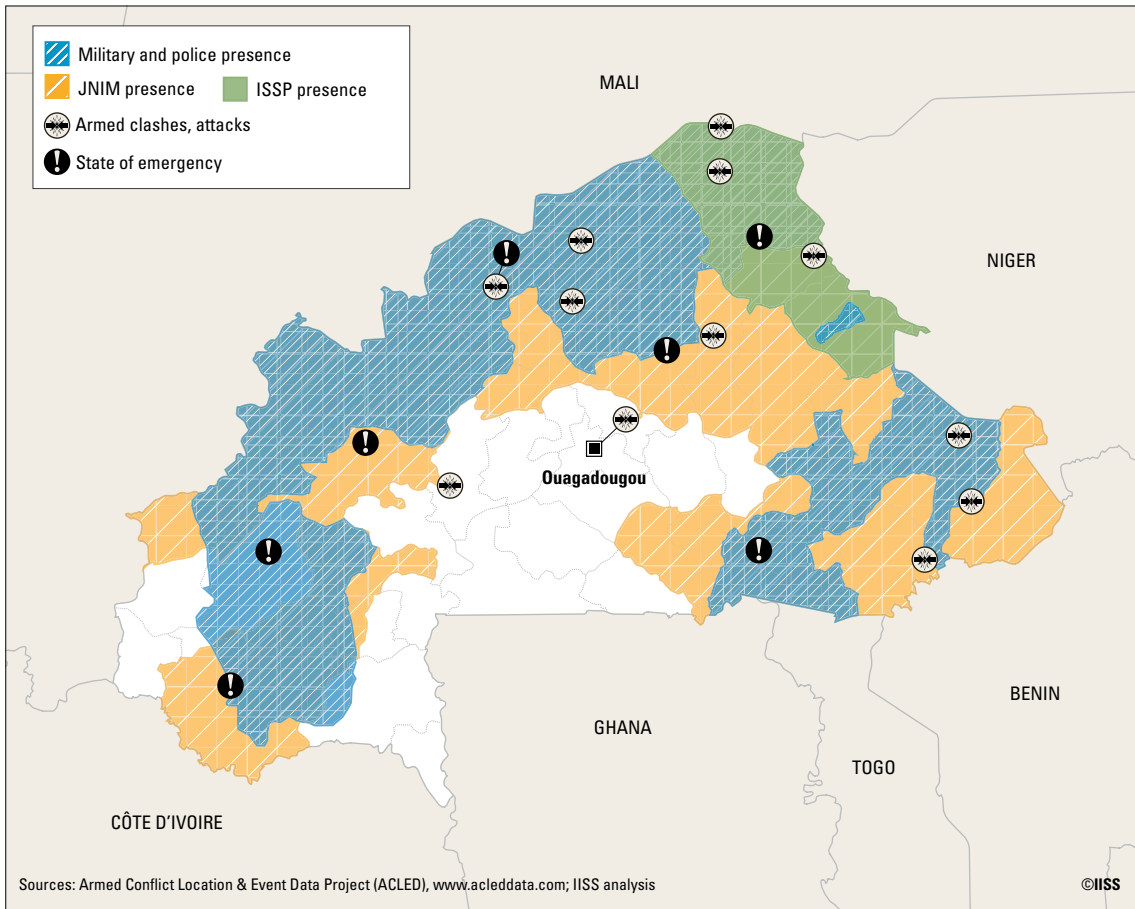 Military and police presence
JNIM presence
ISSP presence
Armed clashes, attacks
State of emergency
MALI
NIGER
Ouagadougou
BENIN
GHANA
TOGO
CÔTE D'IVOIRE
Sources: Armed Conflict Location & Event Data Project (ACLED), www.acleddata.com; IISS analysis
©IISS